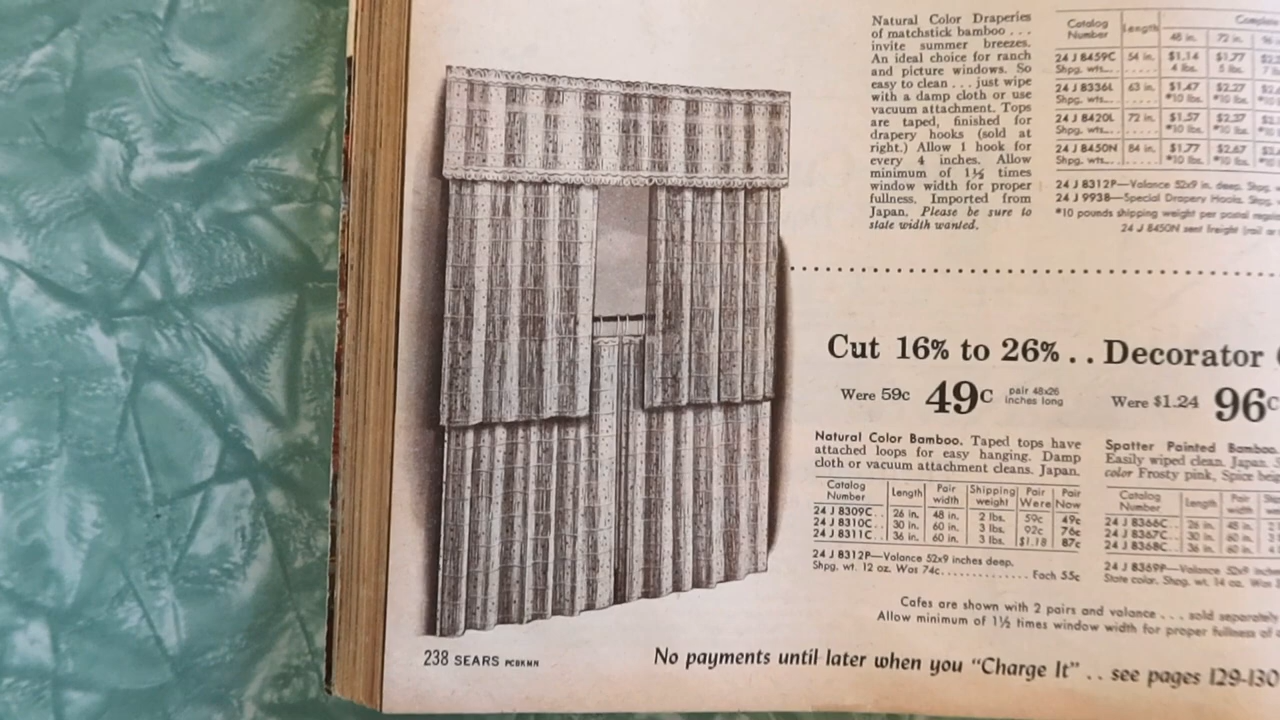 Natural Color Draperies
of matchstick bamboo . . .
invite summer breezes.
An ideal choice for ranch
and picture windows. So
easy to clean . . . just wipe
with a damp cloth or use
vacuum attachment. Tops
are taped, finished for
drapery hooks (sold at
right.) Allow 1 hook for
every 4 inches. Allow
minimum of 1½ times
window width for proper
fullness. Imported from
Japan. Please be sure to
state width wanted.
Catalog Number Length Complete
48 in. 72 in.
24 J 8459C 54 in. $1.14 $1.77
Shpg. wts... 4 lbs. 5 lbs.
24 J 8336L 63 in. $1.47 $2.27
Shpg. wts... *10 lbs. *10 lbs.
24 J 8420L 72 in. $1.57 $2.37
Shpg. wts... *10 lbs. *10 lbs.
24 J 8450N 84 in. $1.77 $2.67
Shpg. wts... *10 lbs. *10 lbs.
24 J 8312P—Valance 52x9 in. deep. Shpg.
24 J 9938—Special Drapery Hooks. Shpg.
*10 pounds shipping weight per postal
24 J 8450N sent freight (rail or
Cut 16% to 26% . . Decorator
Were 59c 49c pair 48x26 inches long
Were $1.24 96c
Natural Color Bamboo. Taped tops have
attached loops for easy hanging. Damp
cloth or vacuum attachment cleans. Japan.
Catalog Number Length Pair width Shipping weight Pair Were Pair Now
24 J 8309C.. 26 in. 48 in. 2 lbs. 59c 49c
24 J 8310C.. 30 in. 60 in. 3 lbs. 92c 76c
24 J 8311C.. 36 in. 60 in. 3 lbs. $1.18 87c
24 J 8312P—Valance 52x9 inches deep.
Shpg. wt. 12 oz. Was 74c.................. Each 55c
Spatter Painted Bamboo.
Easily wiped clean. Japan.
color Frosty pink, Spice
Catalog Number Length Pair width
24 J 8366C.. 26 in. 48 in.
24 J 8367C.. 30 in. 60 in.
24 J 8368C.. 36 in.
24 J 8369P—Valance 52x9
State color. Shpg. wt. 14 oz. Was
Cafes are shown with 2 pairs and valance . . . sold separately
Allow minimum of 1½ times window width for proper fullness of
238 SEARS PCBKMN
No payments until later when you "Charge It" . . see pages 129-130